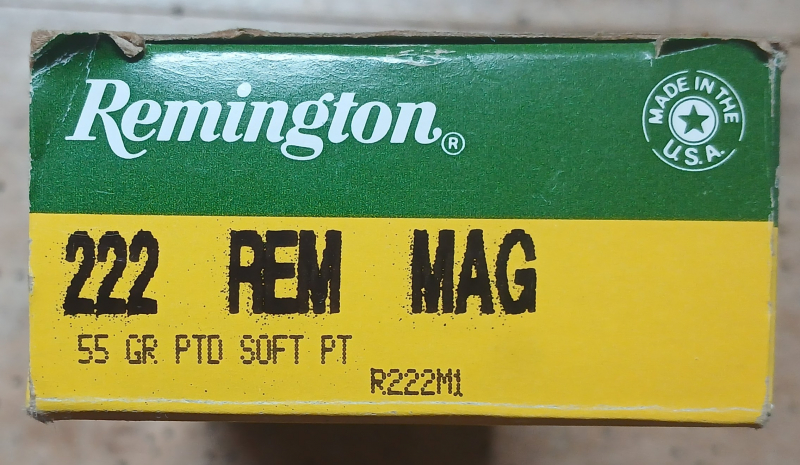 Remington®
MADE IN THE
U.S.A.
222 REM MAG
55 GR PTD SOFT PT
R222M1